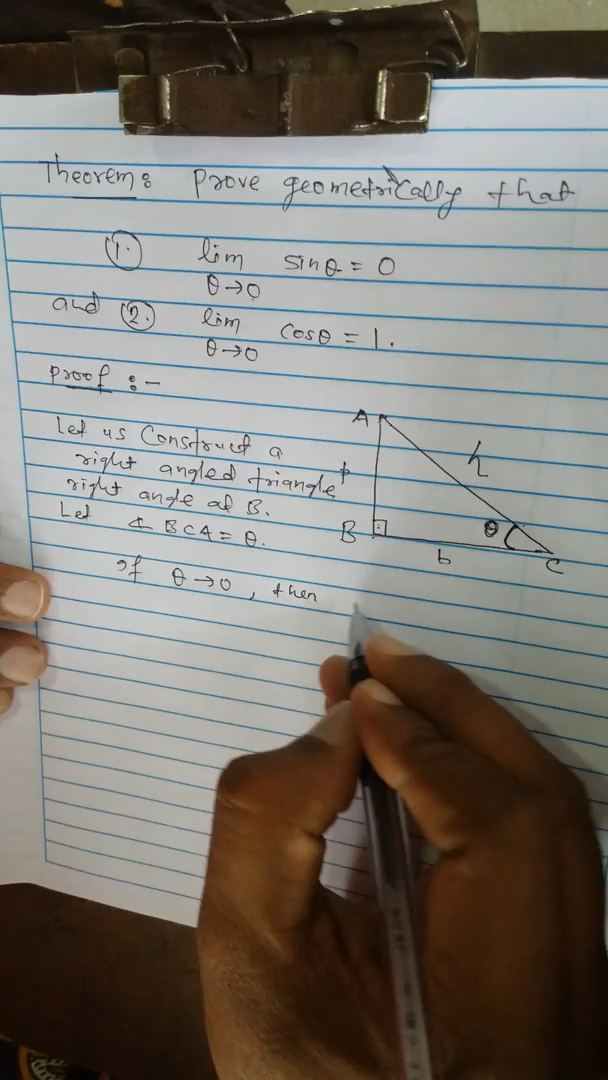 Theorem: Prove geometrically that
1. lim sinθ = 0
θ→0
and 2. lim cosθ = 1.
θ→0
Proof :-
Let us Construct a
right angled triangle,
right angle at B.
Let ∠BCA = θ.
If θ→0, then
A
h
p
B
θ
b
C